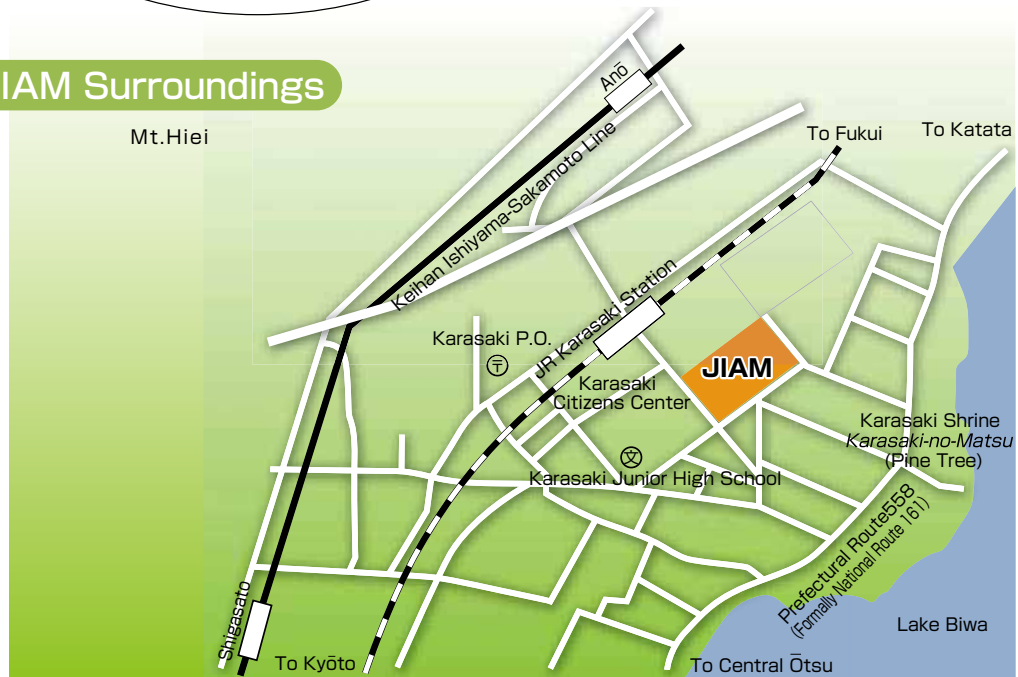 IAM Surroundings
Mt.Hiei
Anō
To Fukui
To Katata
Keihan Ishiyama-Sakamoto Line
JR Karasaki Station
Karasaki P.O.
〒
Karasaki
Citizens Center
JIAM
Karasaki Shrine
Karasaki-no-Matsu
(Pine Tree)
文
Karasaki Junior High School
Prefectural Route558
(Formally National Route 161)
Shigasato
To Kyōto
Lake Biwa
To Central Ōtsu